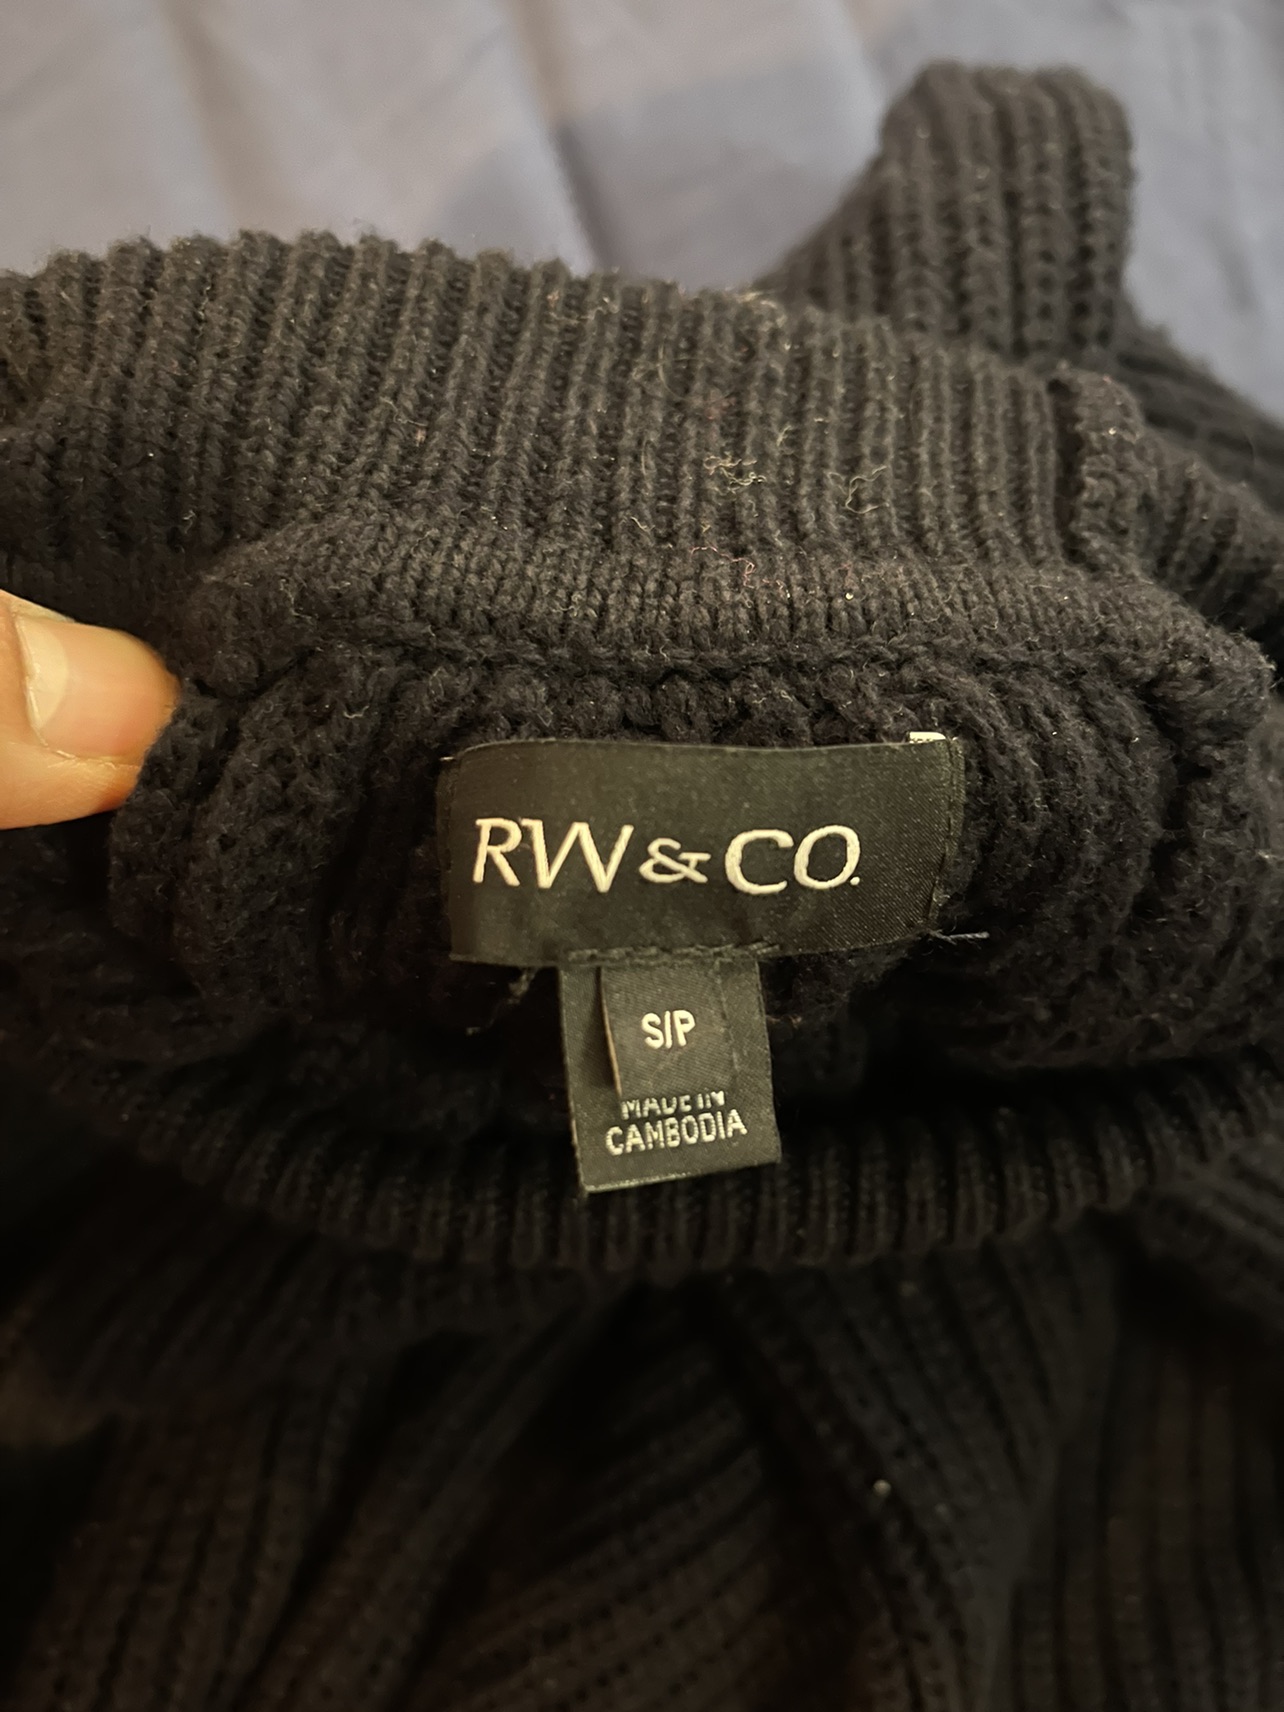 RW & CO.
S/P
MADE IN
CAMBODIA